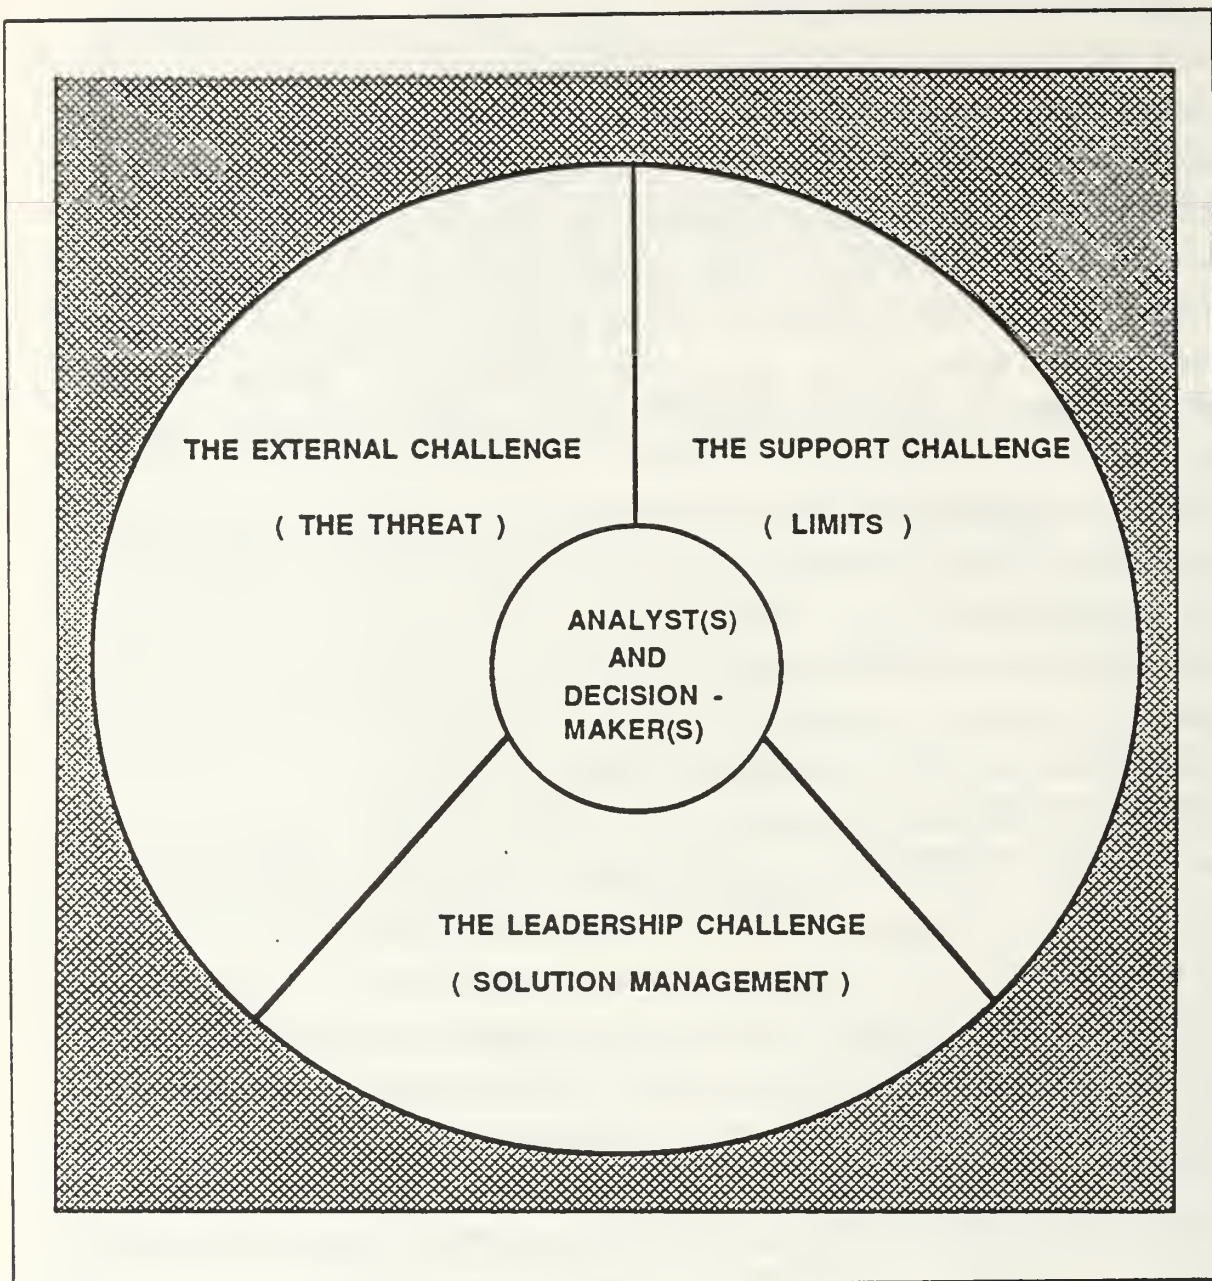 THE EXTERNAL CHALLENGE
( THE THREAT )
THE SUPPORT CHALLENGE
( LIMITS )
ANALYST(S)
AND
DECISION -
MAKER(S)
THE LEADERSHIP CHALLENGE
( SOLUTION MANAGEMENT )